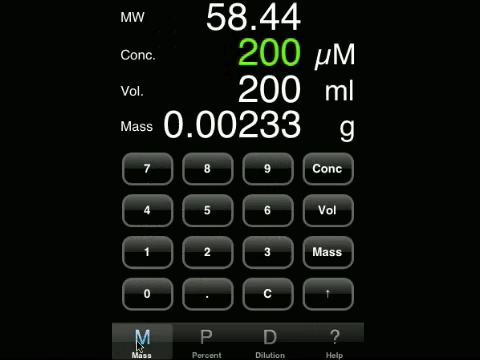 MW 58.44
Conc. 200 µM
Vol. 200 ml
Mass 0.00233 g
7 8 9 Conc
4 5 6 Vol
1 2 3 Mass
0 . C ↑
M P D ?
Mass Percent Dilution Help